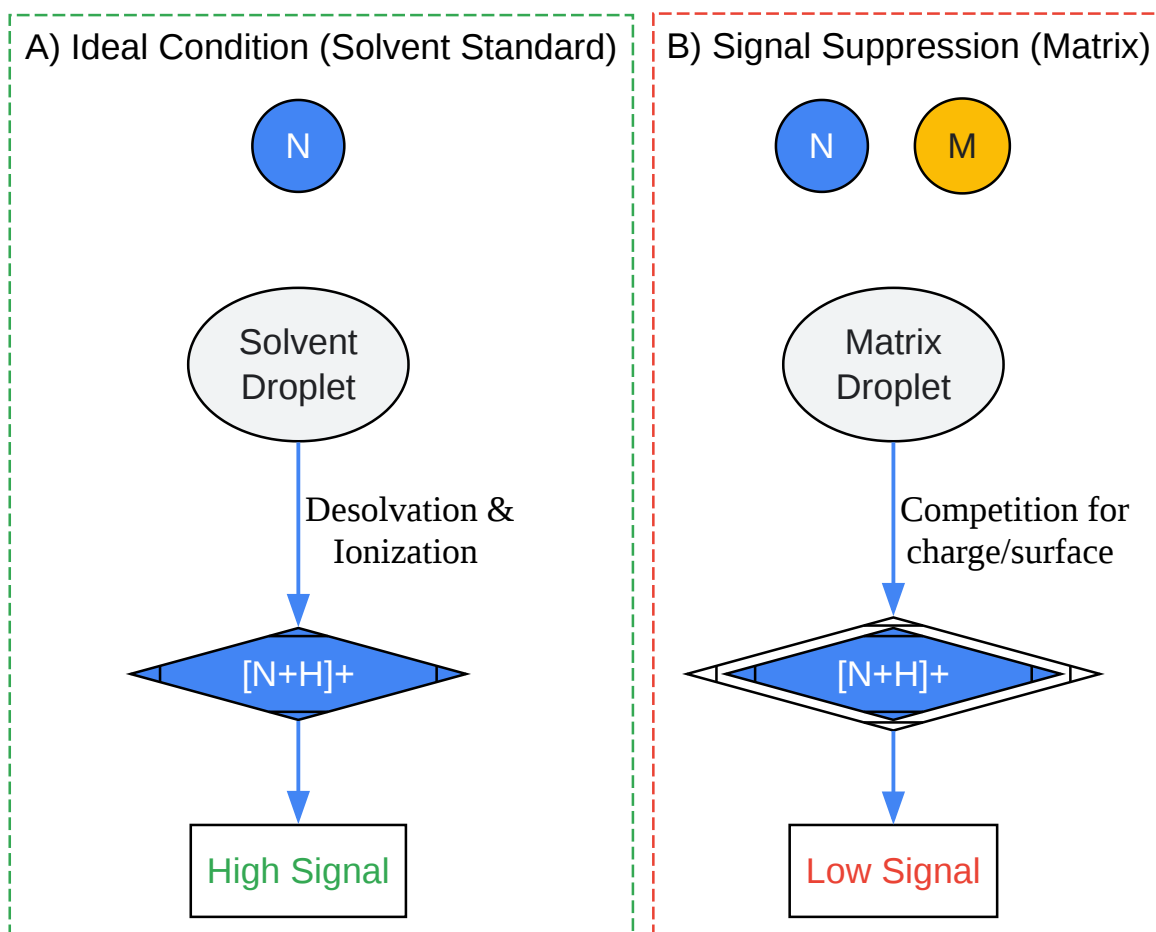 A) Ideal Condition (Solvent Standard)
N
Solvent
Droplet
Desolvation &
Ionization
[N+H]+
High Signal
B) Signal Suppression (Matrix)
N
M
Matrix
Droplet
Competition for
charge/surface
[N+H]+
Low Signal